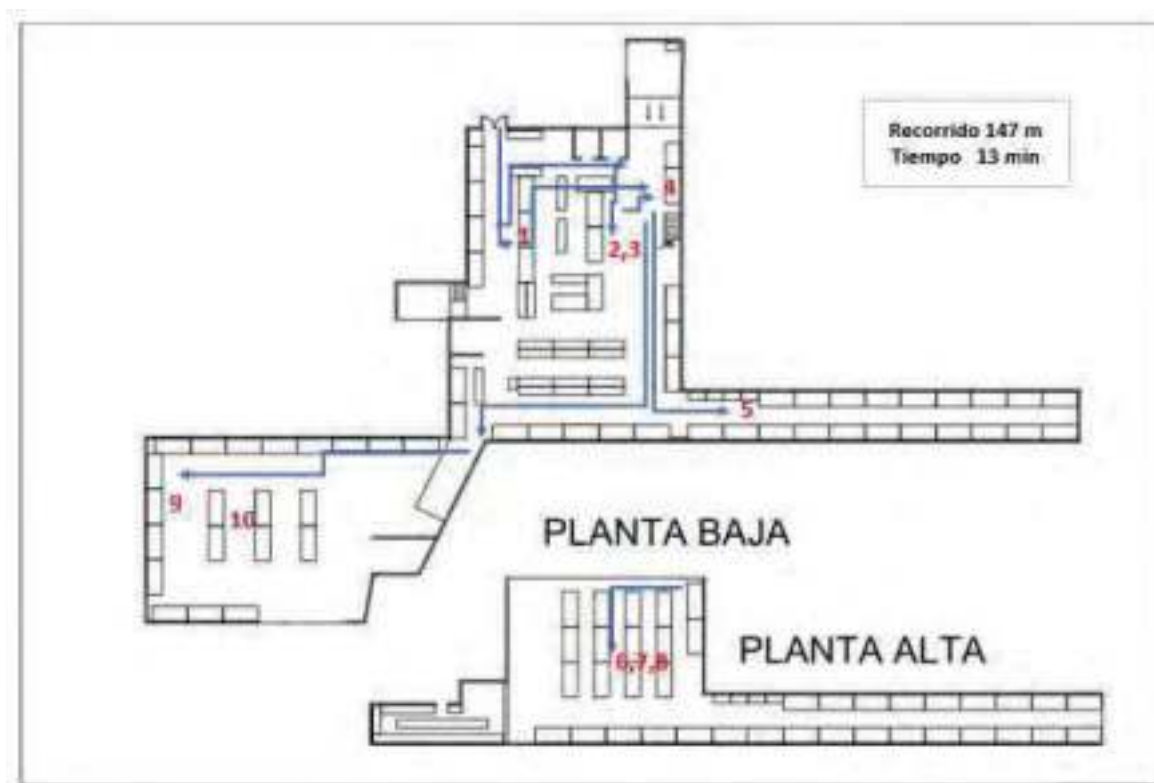 Recorrido 147 m
Tiempo 13 min
4
1
2,3
5
9
10
PLANTA BAJA
6,7,8
PLANTA ALTA